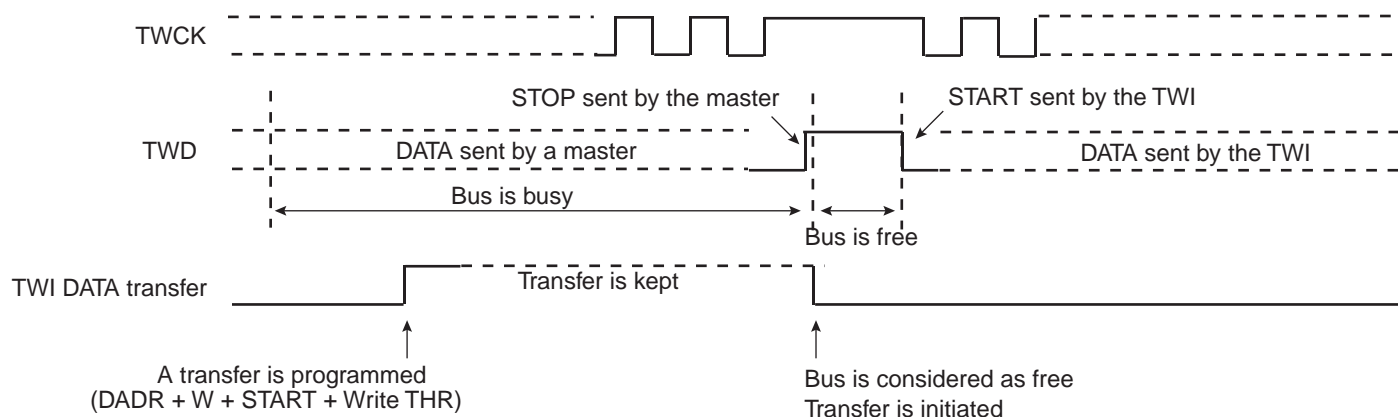 TWCK
STOP sent by the master
START sent by the TWI
TWD
DATA sent by a master
DATA sent by the TWI
Bus is busy
Bus is free
TWI DATA transfer
Transfer is kept
A transfer is programmed
(DADR + W + START + Write THR)
Bus is considered as free
Transfer is initiated